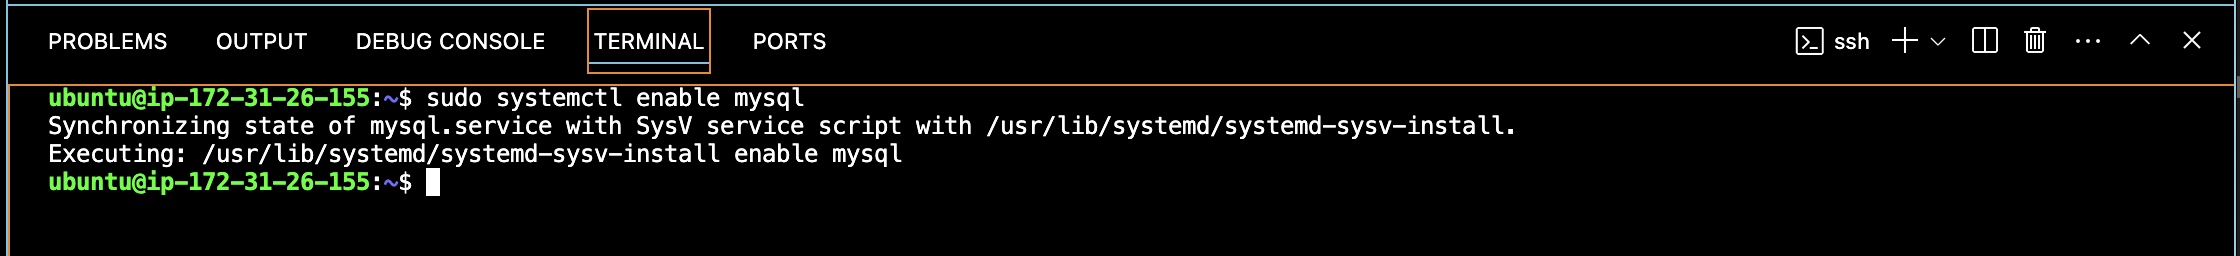 PROBLEMS OUTPUT DEBUG CONSOLE TERMINAL PORTS ssh
ubuntu@ip-172-31-26-155:~$ sudo systemctl enable mysql
Synchronizing state of mysql.service with SysV service script with /usr/lib/systemd/systemd-sysv-install.
Executing: /usr/lib/systemd/systemd-sysv-install enable mysql
ubuntu@ip-172-31-26-155:~$